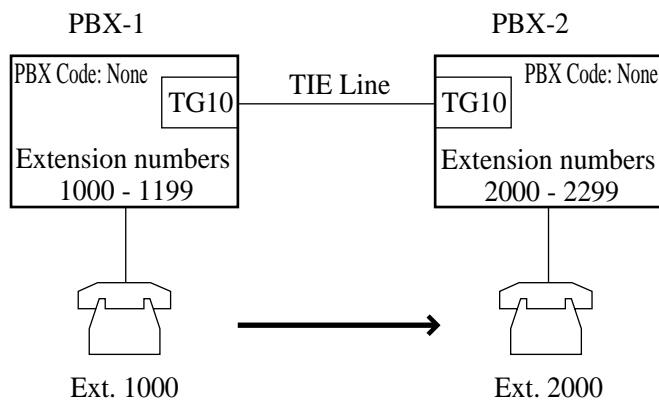 PBX-1
PBX-2
PBX Code: None
PBX Code: None
TG10
TIE Line
TG10
Extension numbers
1000 - 1199
Extension numbers
2000 - 2299
Ext. 1000
Ext. 2000